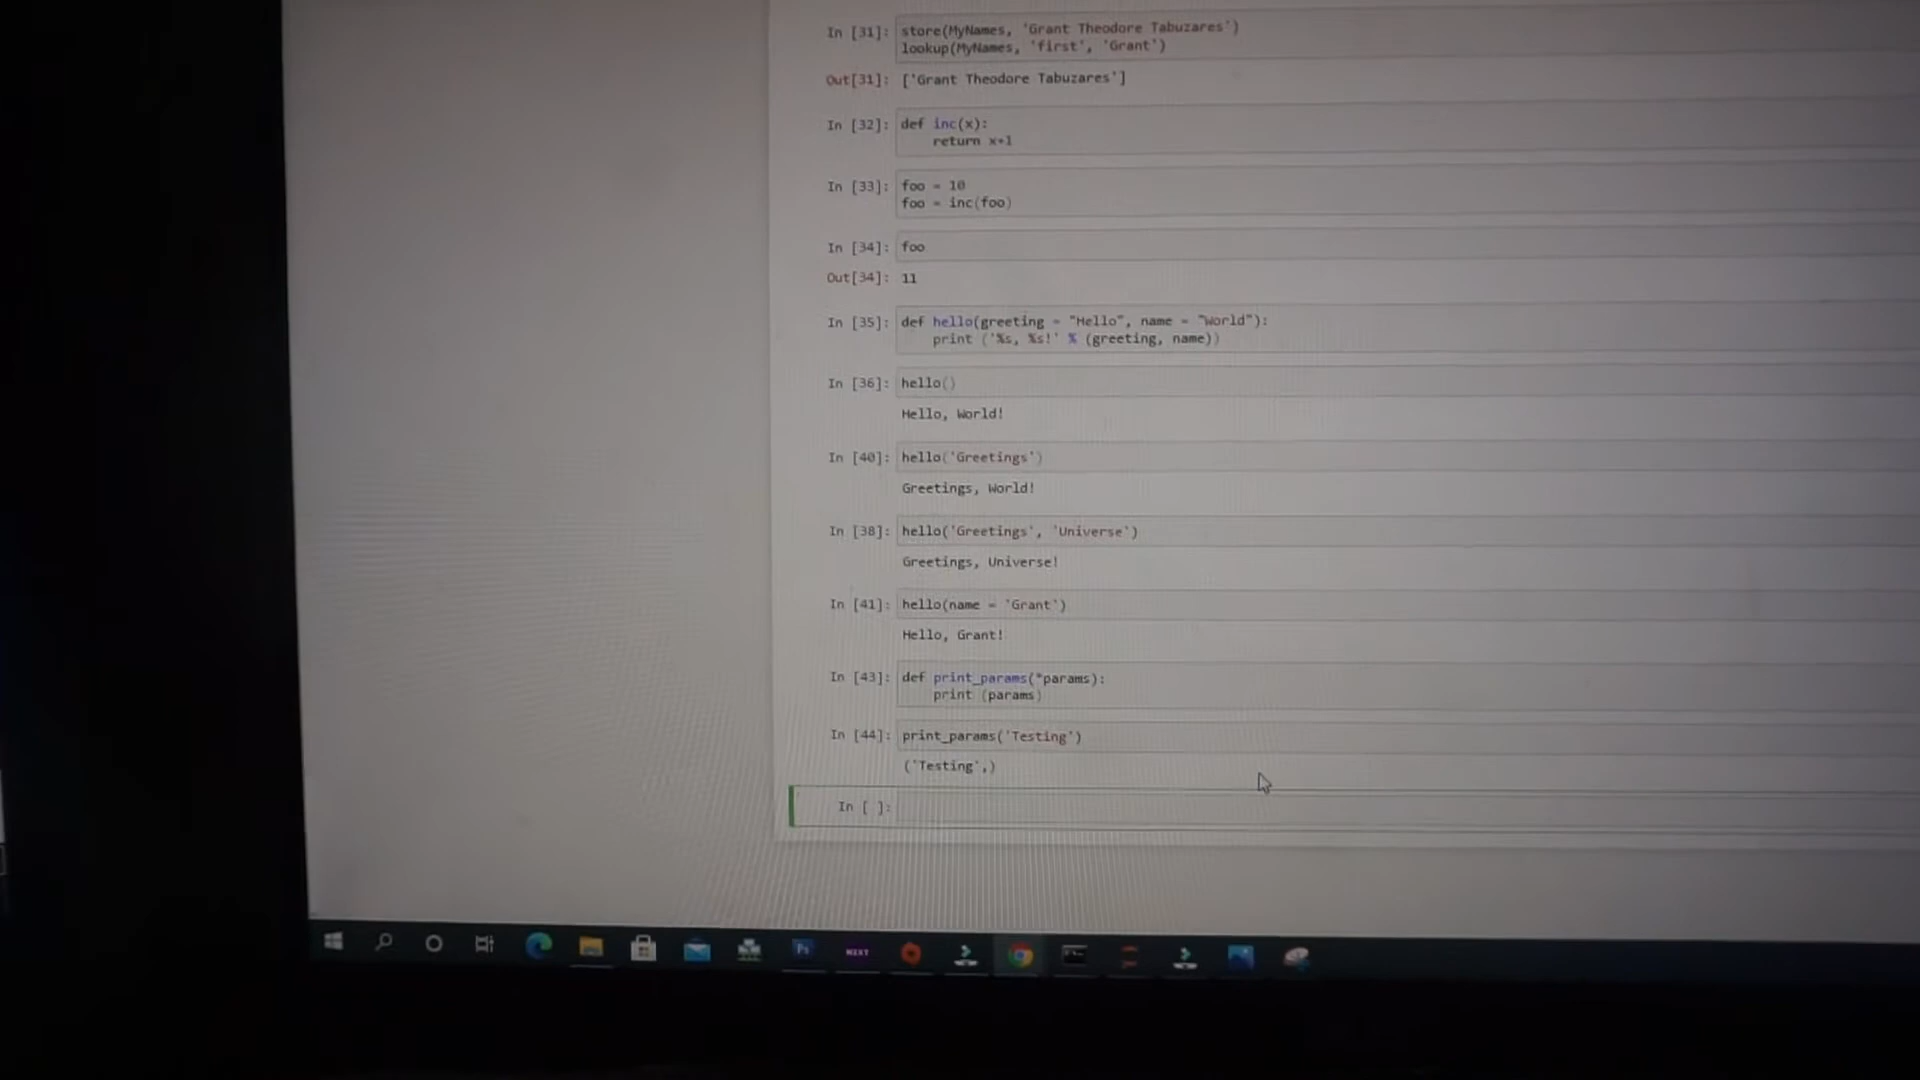 In [31]: store(MyNames, 'Grant Theodore Tabuzares')
lookup(MyNames, 'first', 'Grant')
Out[31]: ['Grant Theodore Tabuzares']
In [32]: def inc(x):
return x+1
In [33]: foo = 10
foo = inc(foo)
In [34]: foo
Out[34]: 11
In [35]: def hello(greeting = "Hello", name = "World"):
print ('%s, %s!' % (greeting, name))
In [36]: hello()
Hello, World!
In [40]: hello('Greetings')
Greetings, World!
In [38]: hello('Greetings', 'Universe')
Greetings, Universe!
In [41]: hello(name = 'Grant')
Hello, Grant!
In [43]: def print_params(*params):
print (params)
In [44]: print_params('Testing')
('Testing',)
In [ ]:
Ps
NEXT